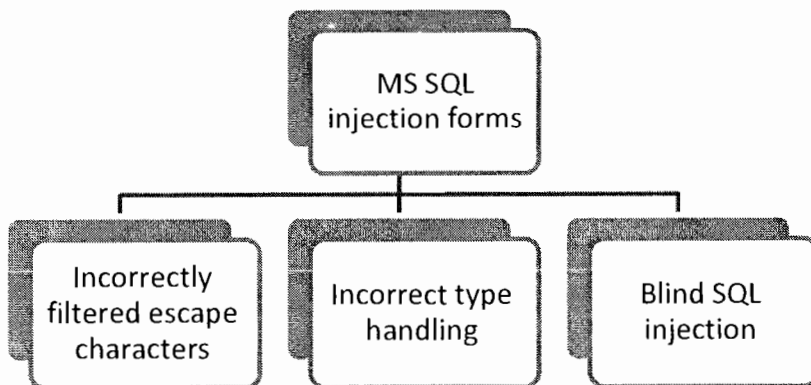 MS SQL
injection forms
Incorrectly
filtered escape
characters
Incorrect type
handling
Blind SQL
injection